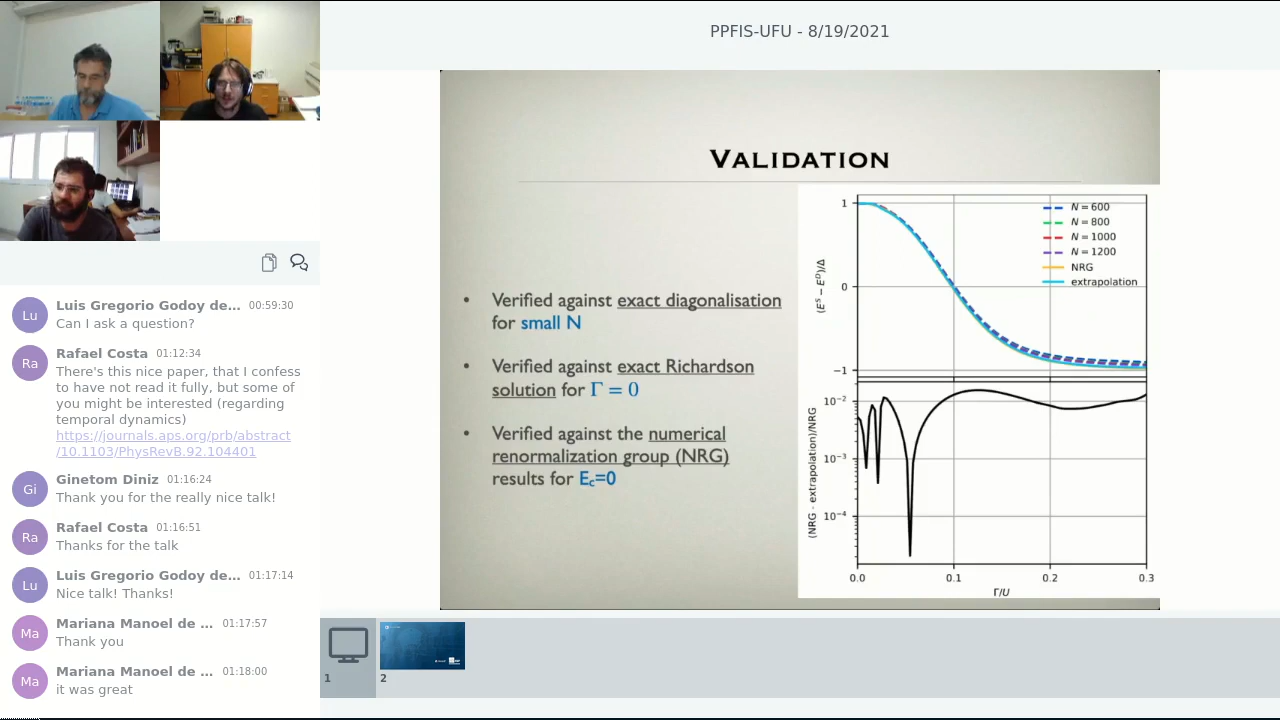 PPFIS-UFU - 8/19/2021
Lu
Luis Gregorio Godoy de... 00:59:30
Can I ask a question?
Ra
Rafael Costa 01:12:34
There's this nice paper, that I confess
to have not read it fully, but some of
you might be interested (regarding
temporal dynamics)
https://journals.aps.org/prb/abstract
/10.1103/PhysRevB.92.104401
Gi
Ginetom Diniz 01:16:24
Thank you for the really nice talk!
Ra
Rafael Costa 01:16:51
Thanks for the talk
Lu
Luis Gregorio Godoy de... 01:17:14
Nice talk! Thanks!
Ma
Mariana Manoel de ... 01:17:57
Thank you
Ma
Mariana Manoel de ... 01:18:00
it was great
VALIDATION
• Verified against exact diagonalisation
for small N
• Verified against exact Richardson
solution for Γ = 0
• Verified against the numerical
renormalization group (NRG)
results for Ec=0
(E^S − E^D)/Δ
1
0
−1
N = 600
N = 800
N = 1000
N = 1200
NRG
extrapolation
(NRG - extrapolation)/NRG
10^−2
10^−3
10^−4
0.0 0.1 0.2 0.3
Γ/U
1
2